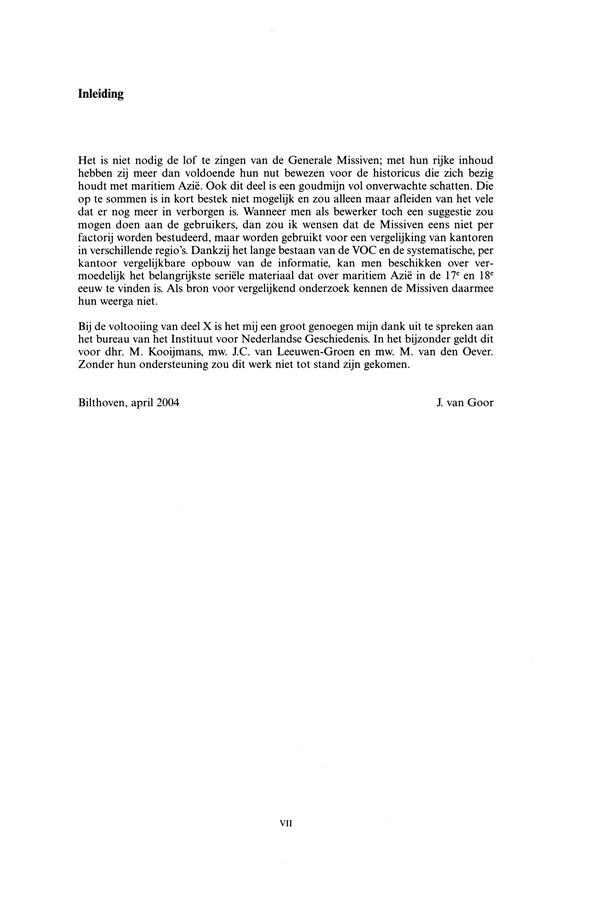 Inleiding
Het is niet nodig de lof te zingen van de Generale Missiven; met hun rijke inhoud
hebben zij meer dan voldoende hun nut bewezen voor de historicus die zich bezig
houdt met maritiem Azië. Ook dit deel is een goudmijn vol onverwachte schatten. Die
op te sommen is in kort bestek niet mogelijk en zou alleen maar afleiden van het vele
dat er nog meer in verborgen is. Wanneer men als bewerker toch een suggestie zou
mogen doen aan de gebruikers, dan zou ik wensen dat de Missiven eens niet per
factorij worden bestudeerd, maar worden gebruikt voor een vergelijking van kantoren
in verschillende regio's. Dankzij het lange bestaan van de VOC en de systematische, per
kantoor vergelijkbare opbouw van de informatie, kan men beschikken over ver-
moedelijk het belangrijkste seriële materiaal dat over maritiem Azië in de 17e en 18e
eeuw te vinden is. Als bron voor vergelijkend onderzoek kennen de Missiven daarmee
hun weerga niet.
Bij de voltooiing van deel X is het mij een groot genoegen mijn dank uit te spreken aan
het bureau van het Instituut voor Nederlandse Geschiedenis. In het bijzonder geldt dit
voor dhr. M. Kooijmans, mw. J.C. van Leeuwen-Groen en mw. M. van den Oever.
Zonder hun ondersteuning zou dit werk niet tot stand zijn gekomen.
Bilthoven, april 2004 J. van Goor
VII